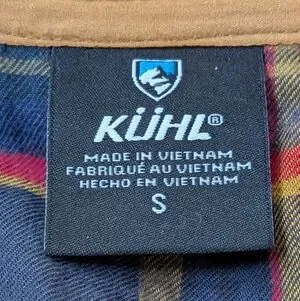 KÜHL®
MADE IN VIETNAM
FABRIQUÉ AU VIETNAM
HECHO EN VIETNAM
S